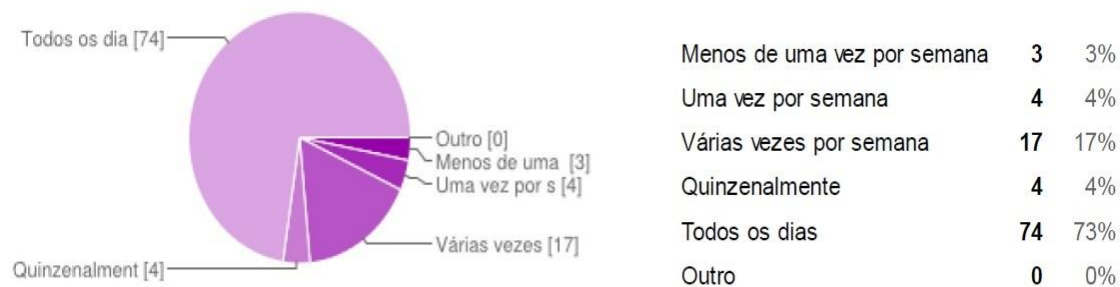 Todos os dia [74]
Outro [0]
Menos de uma [3]
Uma vez por s [4]
Várias vezes [17]
Quinzenalment [4]
Menos de uma vez por semana 3 3%
Uma vez por semana 4 4%
Várias vezes por semana 17 17%
Quinzenalmente 4 4%
Todos os dias 74 73%
Outro 0 0%